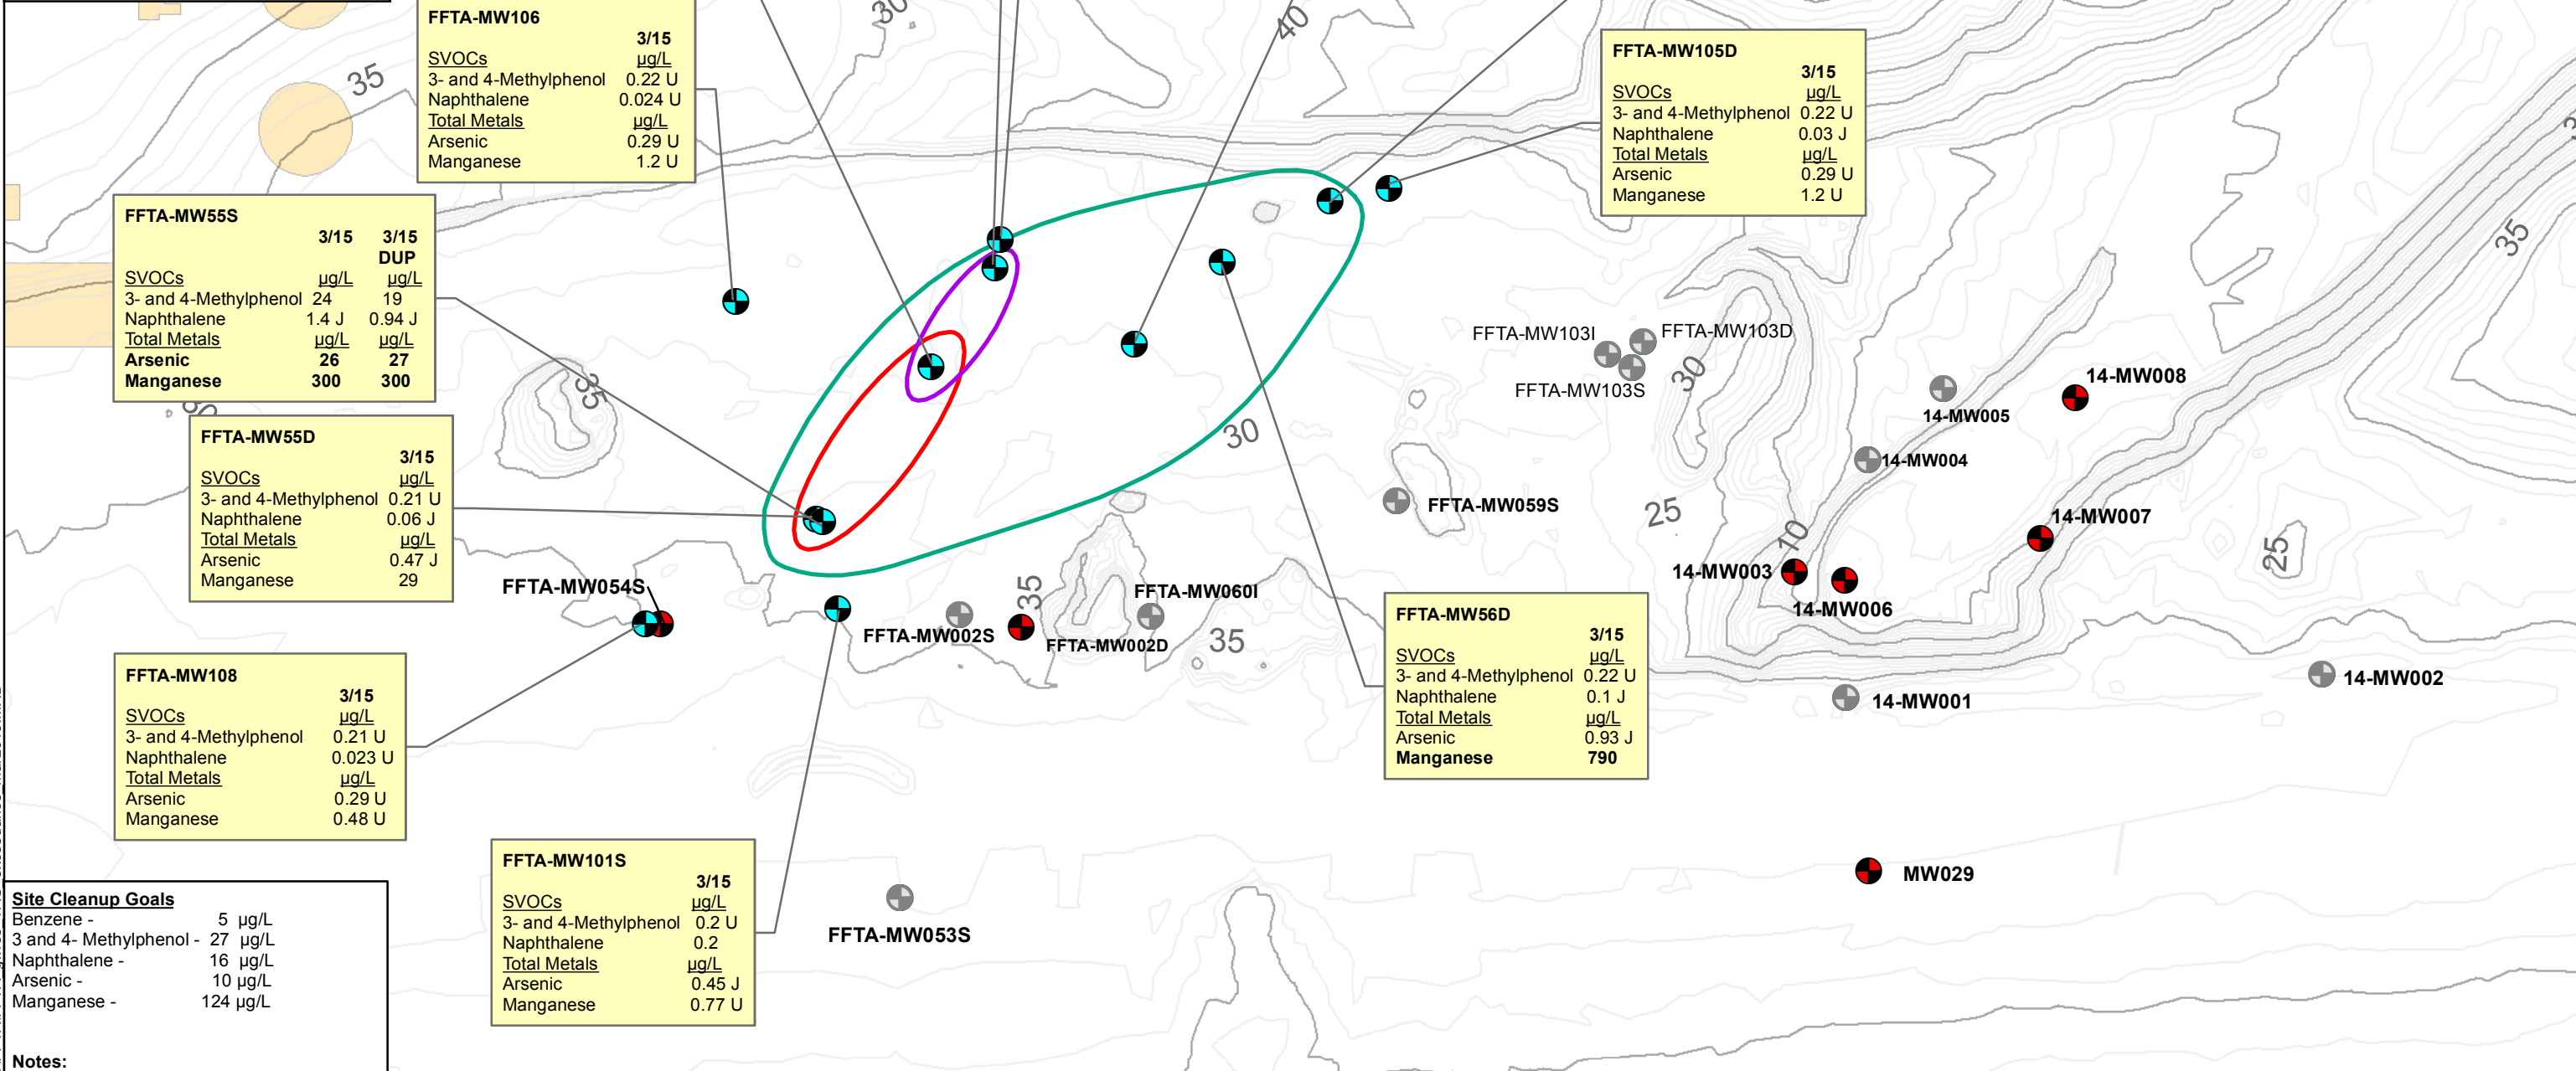 FFTA-MW106
3/15
SVOCs µg/L
3- and 4-Methylphenol 0.22 U
Naphthalene 0.024 U
Total Metals µg/L
Arsenic 0.29 U
Manganese 1.2 U
FFTA-MW105D
3/15
SVOCs µg/L
3- and 4-Methylphenol 0.22 U
Naphthalene 0.03 J
Total Metals µg/L
Arsenic 0.29 U
Manganese 1.2 U
FFTA-MW55S
3/15 3/15
DUP
SVOCs µg/L µg/L
3- and 4-Methylphenol 24 19
Naphthalene 1.4 J 0.94 J
Total Metals µg/L µg/L
Arsenic 26 27
Manganese 300 300
FFTA-MW55D
3/15
SVOCs µg/L
3- and 4-Methylphenol 0.21 U
Naphthalene 0.06 J
Total Metals µg/L
Arsenic 0.47 J
Manganese 29
FFTA-MW108
3/15
SVOCs µg/L
3- and 4-Methylphenol 0.21 U
Naphthalene 0.023 U
Total Metals µg/L
Arsenic 0.29 U
Manganese 0.48 U
FFTA-MW101S
3/15
SVOCs µg/L
3- and 4-Methylphenol 0.2 U
Naphthalene 0.2
Total Metals µg/L
Arsenic 0.45 J
Manganese 0.77 U
FFTA-MW56D
3/15
SVOCs µg/L
3- and 4-Methylphenol 0.22 U
Naphthalene 0.1 J
Total Metals µg/L
Arsenic 0.93 J
Manganese 790
Site Cleanup Goals
Benzene - 5 µg/L
3 and 4- Methylphenol - 27 µg/L
Naphthalene - 16 µg/L
Arsenic - 10 µg/L
Manganese - 124 µg/L
Notes:
FFTA-MW103I
FFTA-MW103D
FFTA-MW103S
14-MW008
14-MW005
14-MW004
FFTA-MW059S
14-MW007
14-MW003
14-MW006
FFTA-MW054S
FFTA-MW060I
FFTA-MW002S
FFTA-MW002D
14-MW001
14-MW002
MW029
FFTA-MW053S
35
30
40
35
35
30
30
25
10
25
35
35